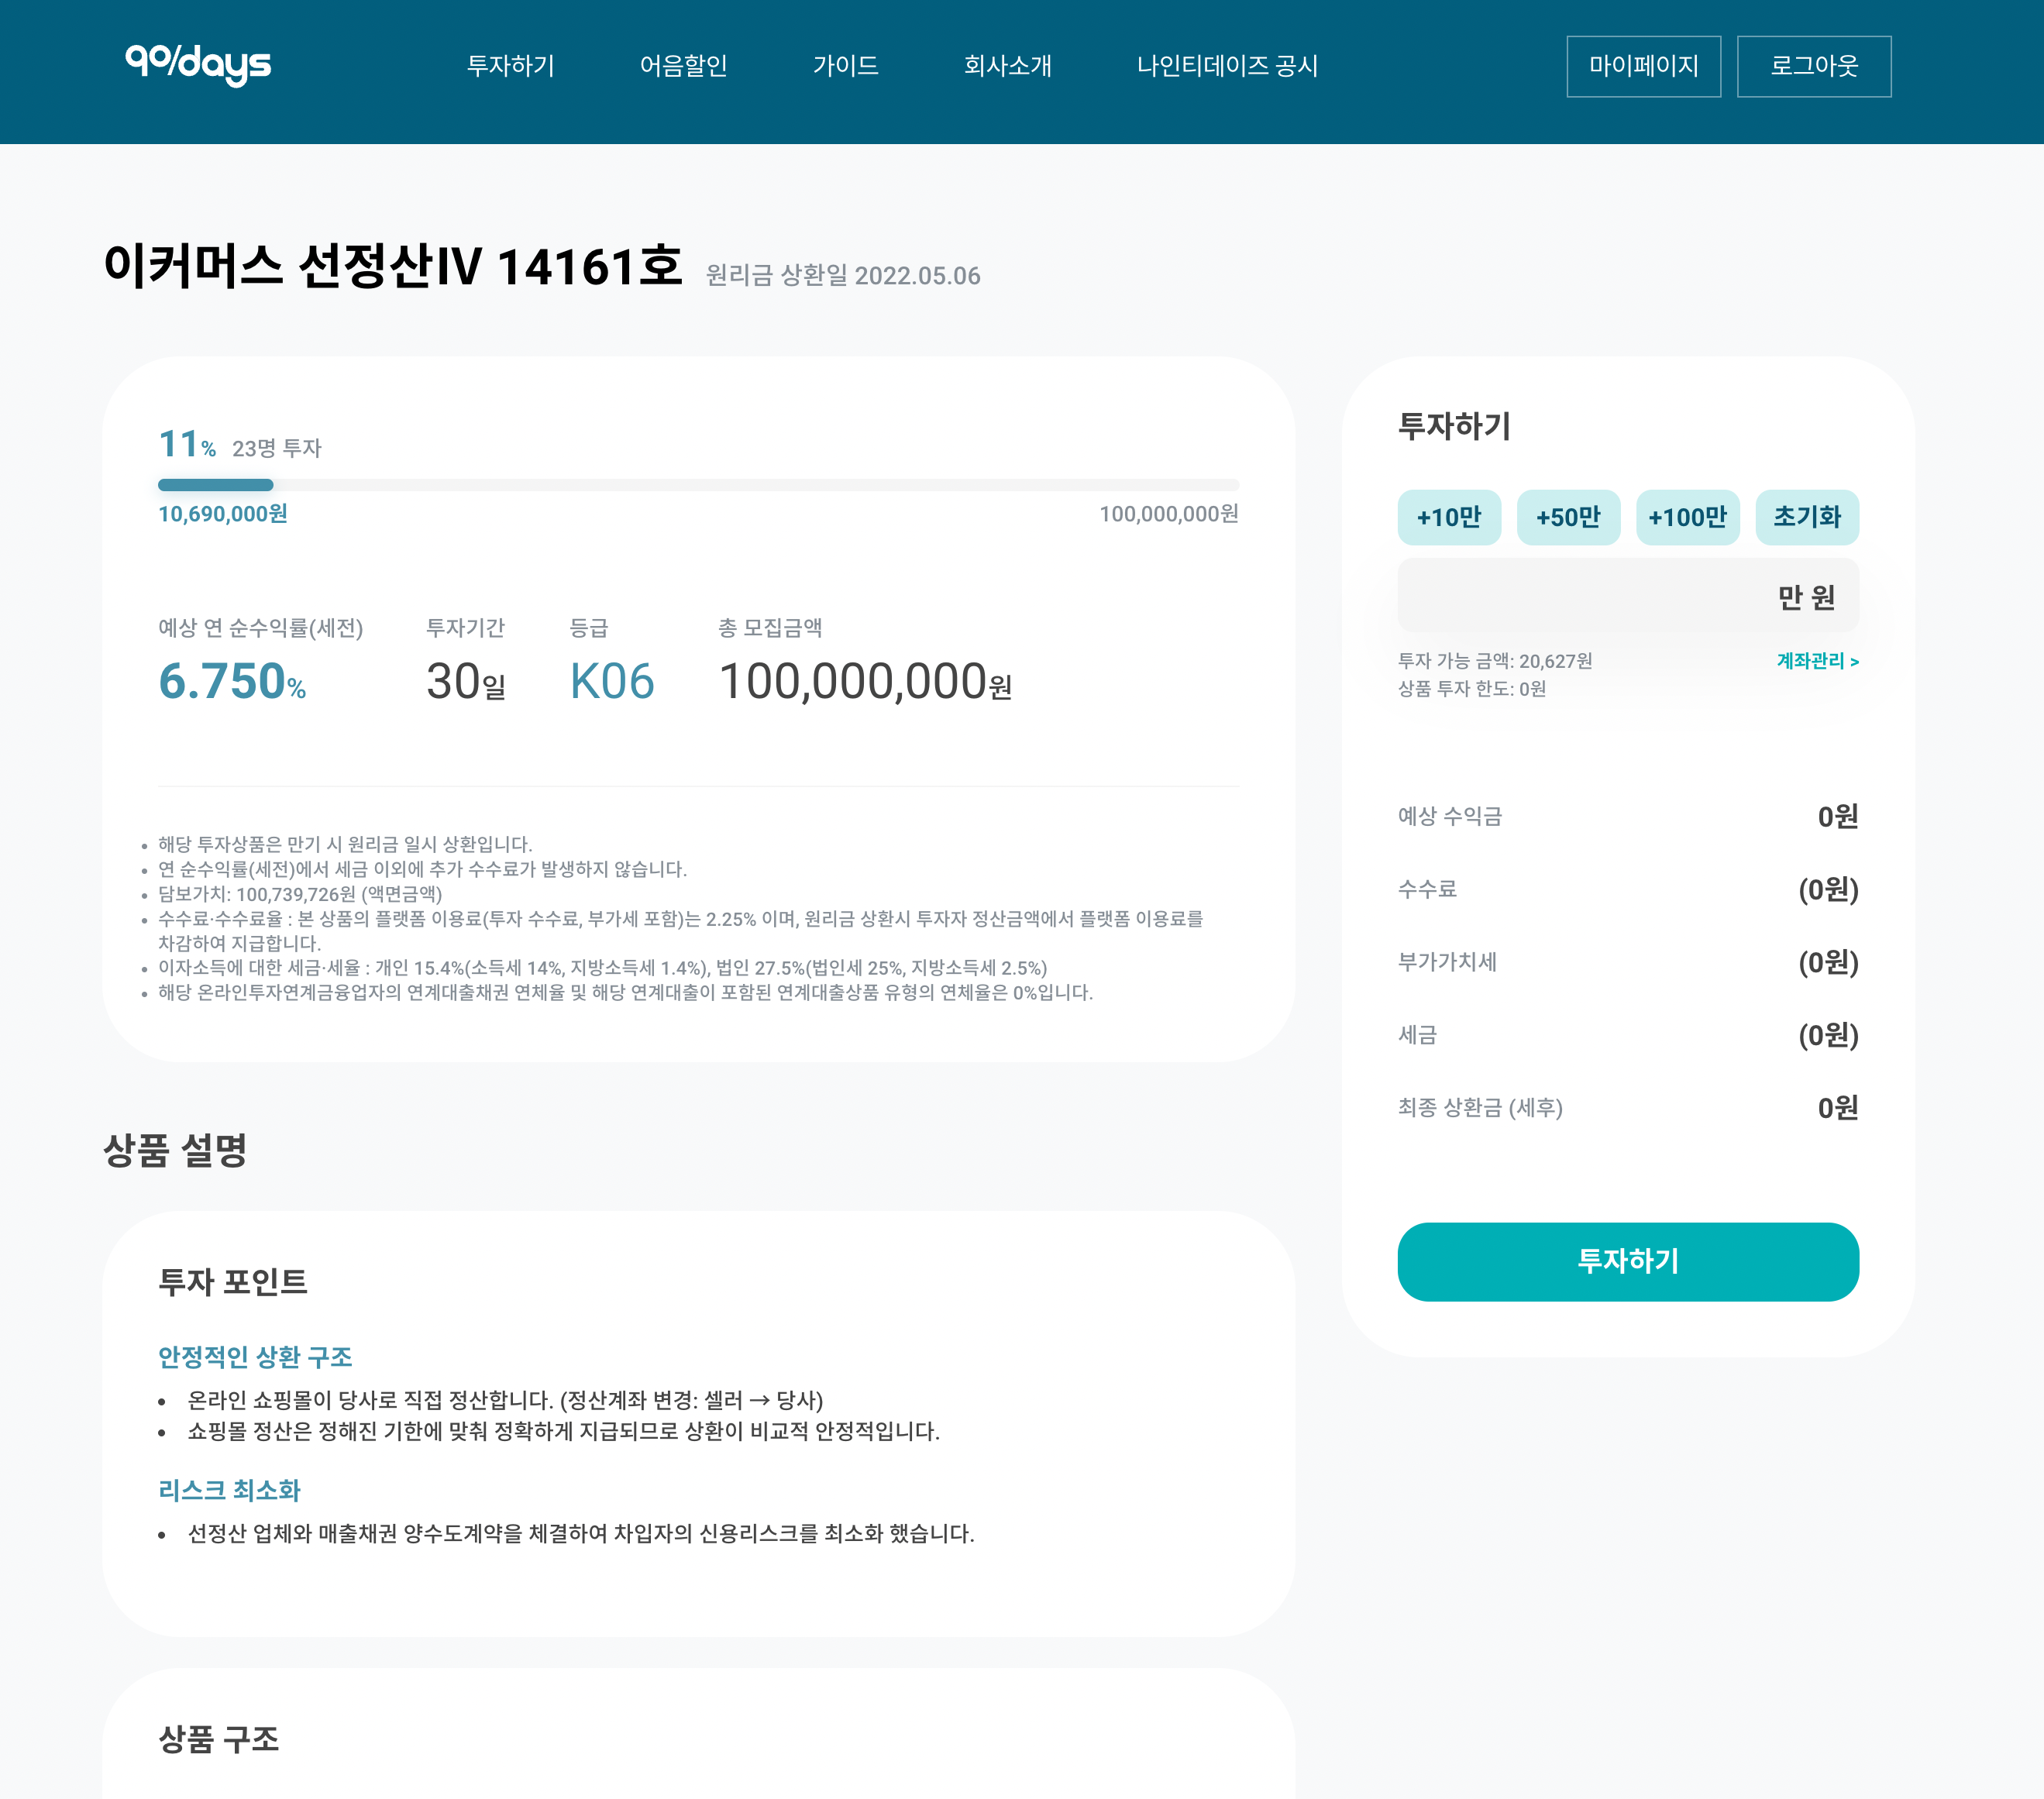 90/days
투자하기
어음할인
가이드
회사소개
나인티데이즈 공시
마이페이지
로그아웃
이커머스 선정산IV 14161호
원리금 상환일 2022.05.06
11%
23명 투자
10,690,000원
100,000,000원
예상 연 순수익률(세전)
6.750%
투자기간
30일
등급
K06
총 모집금액
100,000,000원
• 해당 투자상품은 만기 시 원리금 일시 상환입니다.
• 연 순수익률(세전)에서 세금 이외에 추가 수수료가 발생하지 않습니다.
• 담보가치: 100,739,726원 (액면금액)
• 수수료·수수료율 : 본 상품의 플랫폼 이용료(투자 수수료, 부가세 포함)는 2.25% 이며, 원리금 상환시 투자자 정산금액에서 플랫폼 이용료를
차감하여 지급합니다.
• 이자소득에 대한 세금·세율 : 개인 15.4%(소득세 14%, 지방소득세 1.4%), 법인 27.5%(법인세 25%, 지방소득세 2.5%)
• 해당 온라인투자연계금융업자의 연계대출채권 연체율 및 해당 연계대출이 포함된 연계대출상품 유형의 연체율은 0%입니다.
상품 설명
투자 포인트
안정적인 상환 구조
• 온라인 쇼핑몰이 당사로 직접 정산합니다. (정산계좌 변경: 셀러 → 당사)
• 쇼핑몰 정산은 정해진 기한에 맞춰 정확하게 지급되므로 상환이 비교적 안정적입니다.
리스크 최소화
• 선정산 업체와 매출채권 양수도계약을 체결하여 차입자의 신용리스크를 최소화 했습니다.
상품 구조
투자하기
+10만
+50만
+100만
초기화
만 원
투자 가능 금액: 20,627원
계좌관리 >
상품 투자 한도: 0원
예상 수익금
0원
수수료
(0원)
부가가치세
(0원)
세금
(0원)
최종 상환금 (세후)
0원
투자하기